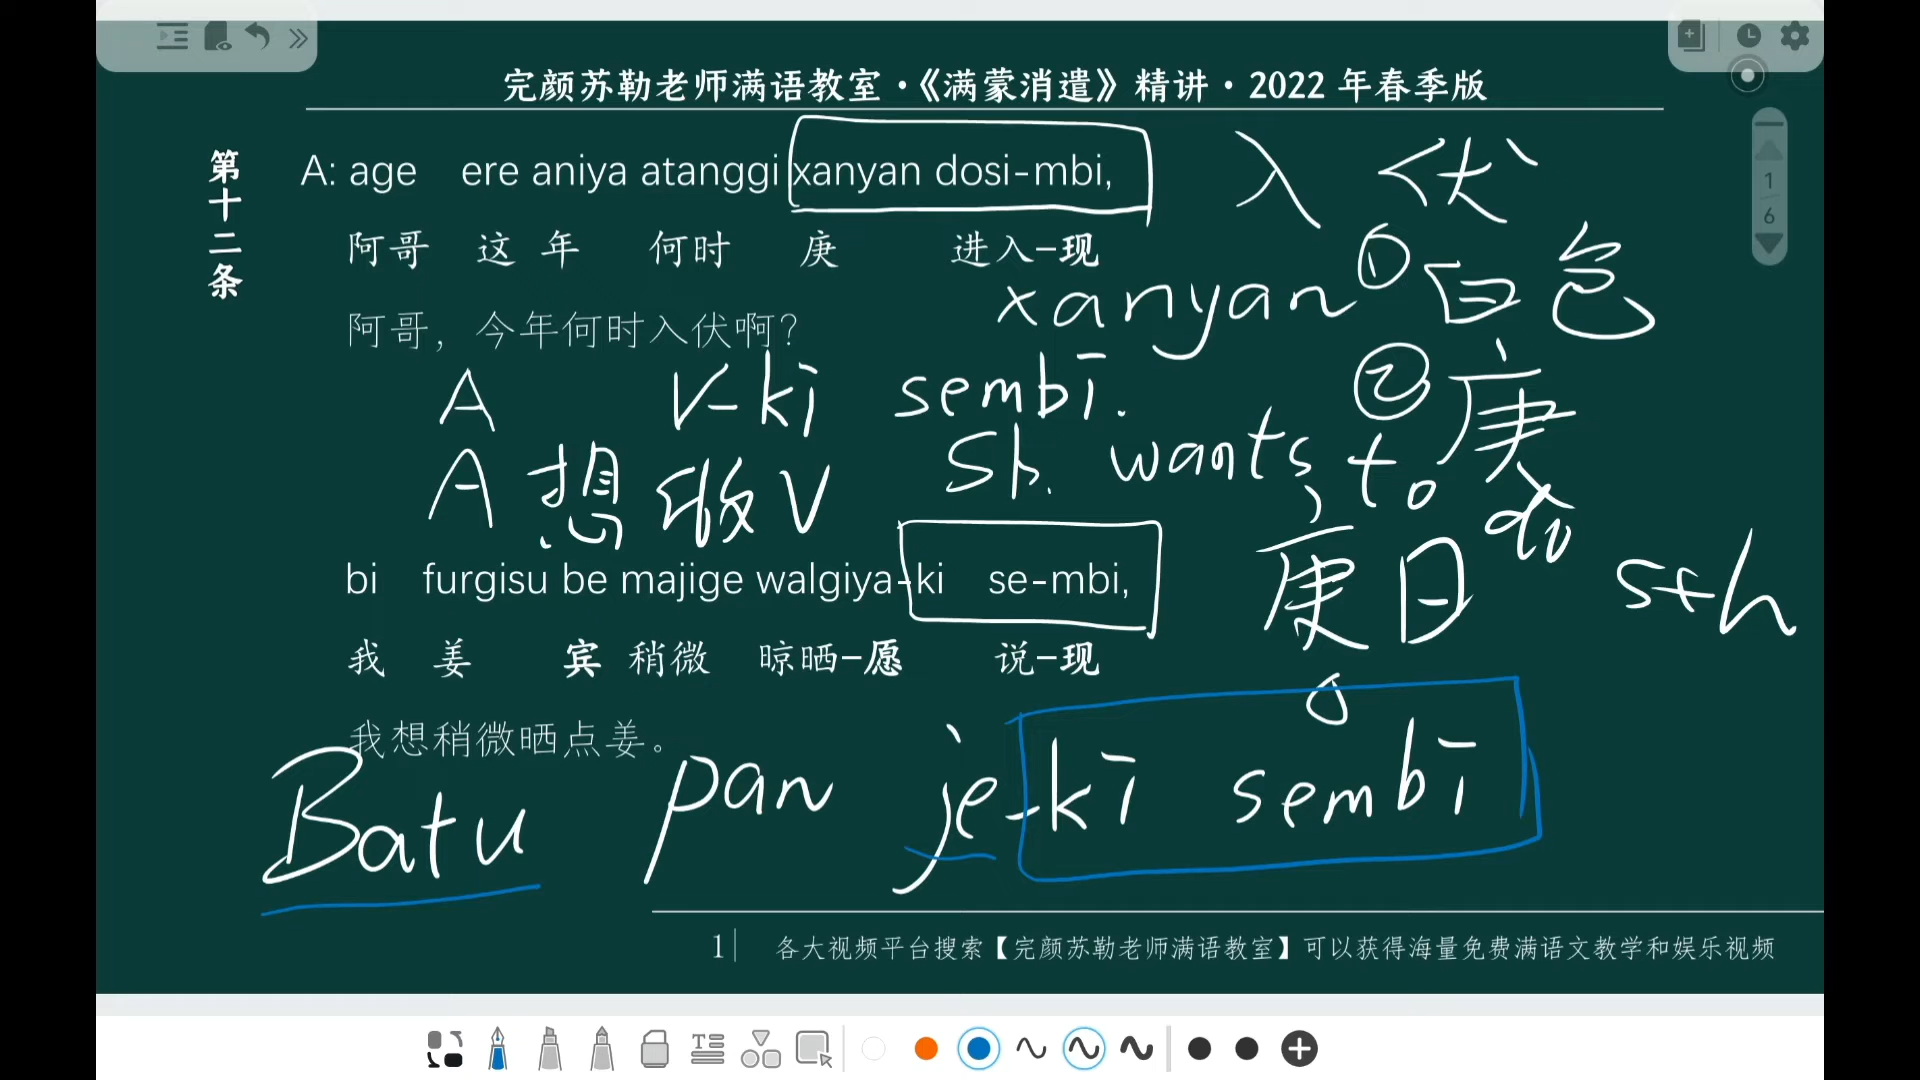 完颜苏勒老师满语教室·《满蒙消遣》精讲·2022 年春季版
第十二条
A: age ere aniya atanggi xanyan dosi-mbi,
入 伏
阿哥 这 年 何时 庚 进入-现
xanyan ①白色
阿哥，今年何时入伏啊？
A V-ki sembi.
②庚
A 想 做 V
Sb. wants to do sth
bi furgisu be majige walgiya-ki se-mbi,
庚日
我 姜 宾 稍微 晾晒-愿 说-现
我想稍微晒点姜。
Batu pan je-ki sembi
1 各大视频平台搜索【完颜苏勒老师满语教室】可以获得海量免费满语文教学和娱乐视频
1
6